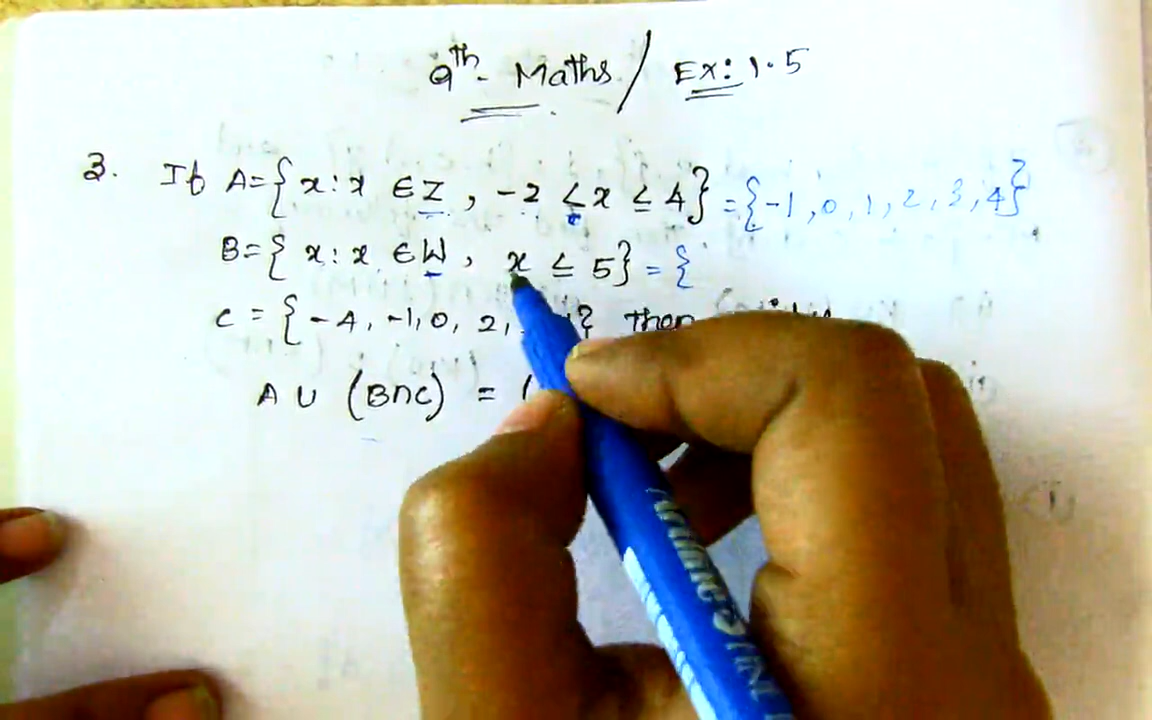 9th. Maths / Ex: 1.5
3. If A={x:x ∈Z, -2 <x ≤ 4} = {-1, 0, 1, 2, 3, 4}
B={x:x ∈W, x ≤ 5} = {
C = {-4, -1, 0, 2, } then
A ∪ (B∩C) = (